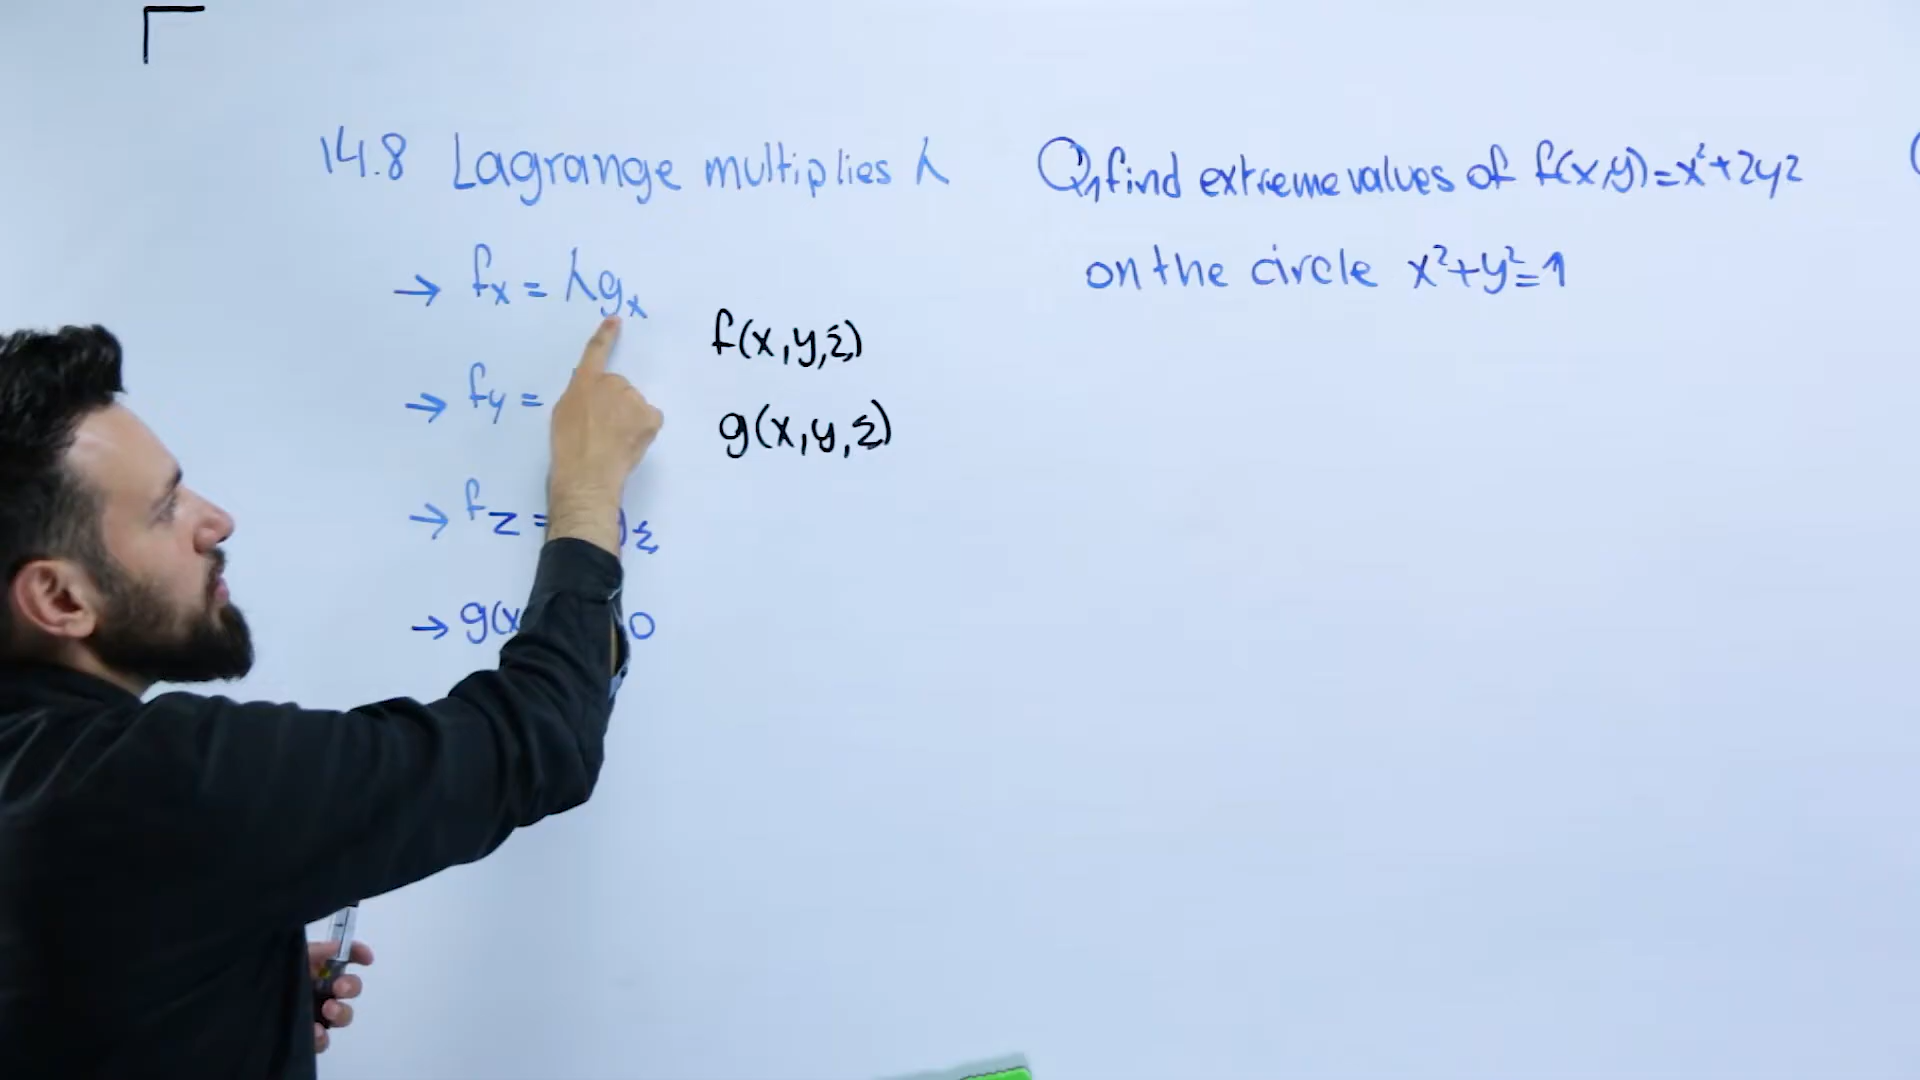 14.8 Lagrange multiplies λ
→ fx = λgx
→ fy =
→ fz =
→ g(x 0
f(x,y,z)
g(x,y,z)
Q1 find extreme values of f(x,y)=x²+2y2
on the circle x²+y²=1